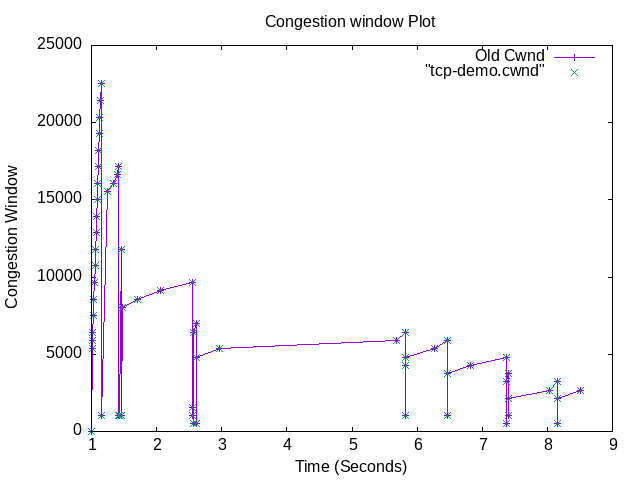 Congestion window Plot
Old Cwnd
"tcp-demo.cwnd"
25000
20000
15000
10000
5000
0
Congestion Window
1 2 3 4 5 6 7 8 9
Time (Seconds)